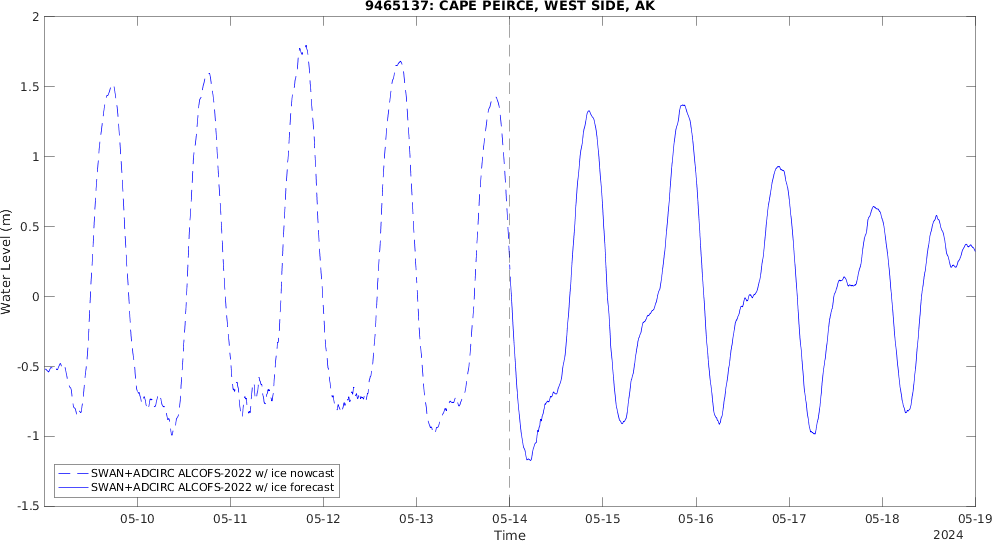 9465137: CAPE PEIRCE, WEST SIDE, AK
Water Level (m)
2
1.5
1
0.5
0
-0.5
-1
-1.5
SWAN+ADCIRC ALCOFS-2022 w/ ice nowcast
SWAN+ADCIRC ALCOFS-2022 w/ ice forecast
05-10 05-11 05-12 05-13 05-14 05-15 05-16 05-17 05-18 05-19
Time
2024